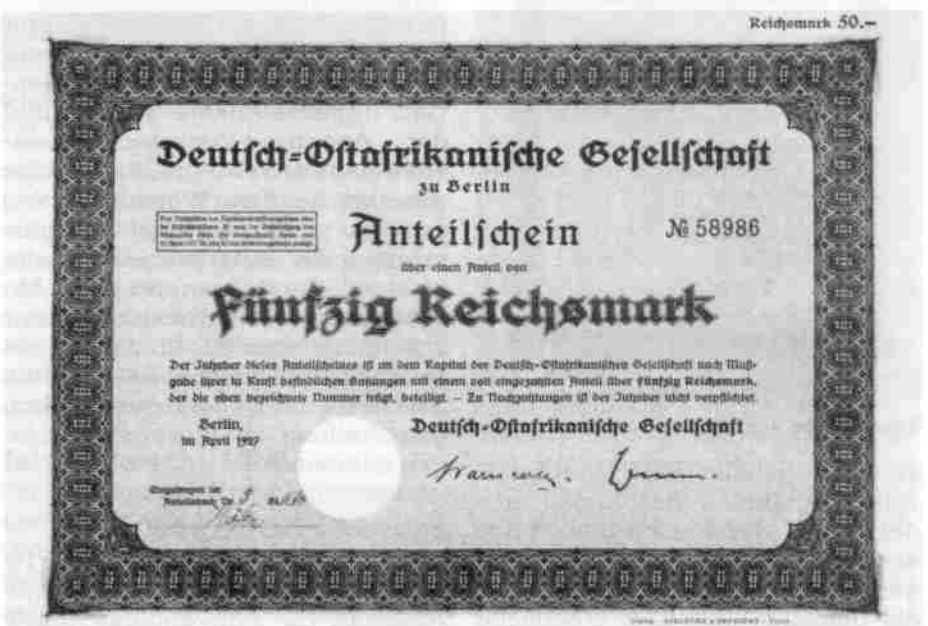 Reichsmark 50.–
Deutsch-Ostafrikanische Gesellschaft
zu Berlin
Anteilschein
№ 58986
über einen Anteil von
Fünfzig Reichsmark
Der Inhaber dieses Anteilscheines ist an dem Kapital der Deutsch-Ostafrikanischen Gesellschaft nach Maß-
gabe ihrer in Kraft befindlichen Satzungen mit einem voll eingezahlten Anteil über Fünfzig Reichsmark,
der die oben bezeichnete Nummer trägt, beteiligt. – Zu Nachzahlungen ist der Inhaber nicht verpflichtet.
Berlin,
im April 1927
Deutsch-Ostafrikanische Gesellschaft
Eingetragen im